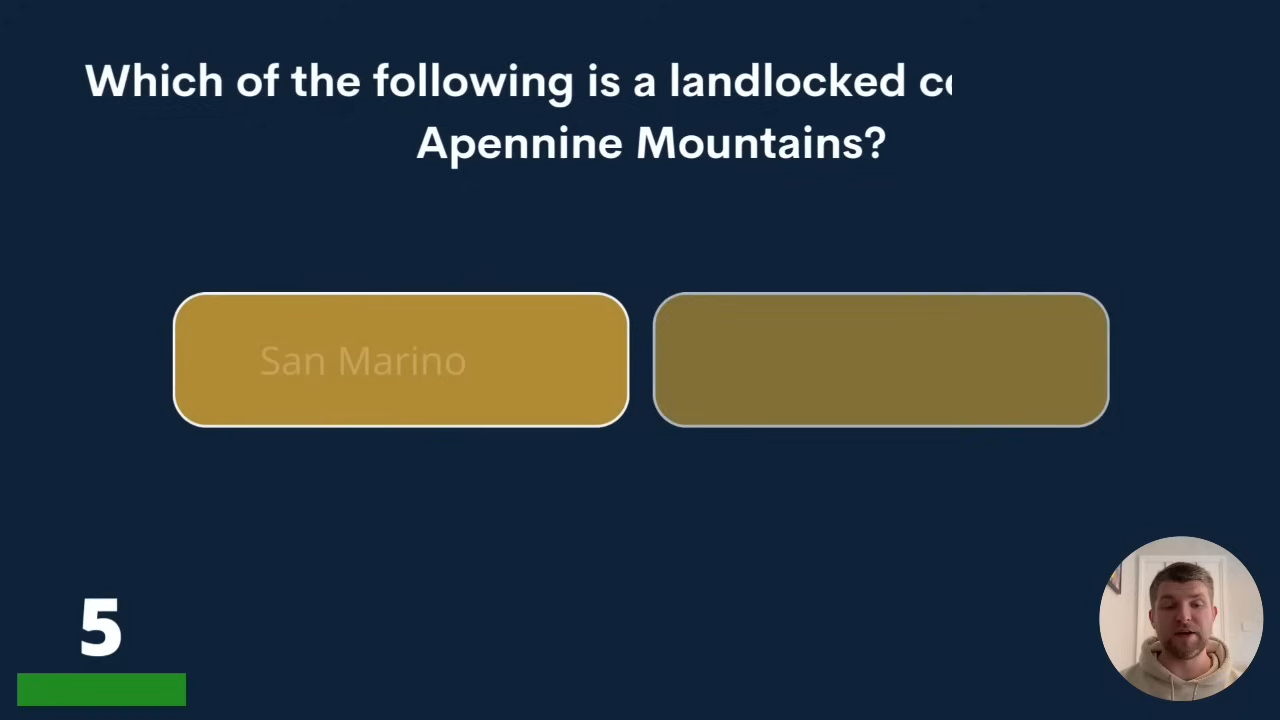 Which of the following is a landlocked
Apennine Mountains?
San Marino
5